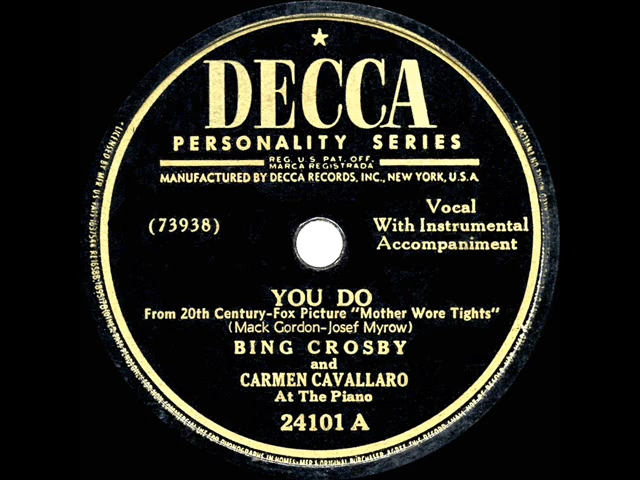 DECCA
PERSONALITY SERIES
REG. U.S. PAT. OFF.
MARCA REGISTRADA
MANUFACTURED BY DECCA RECORDS, INC., NEW YORK, U.S.A.
(73938)
Vocal
With Instrumental
Accompaniment
YOU DO
From 20th Century-Fox Picture "Mother Wore Tights"
(Mack Gordon-Josef Myrow)
BING CROSBY
and
CARMEN CAVALLARO
At The Piano
24101 A